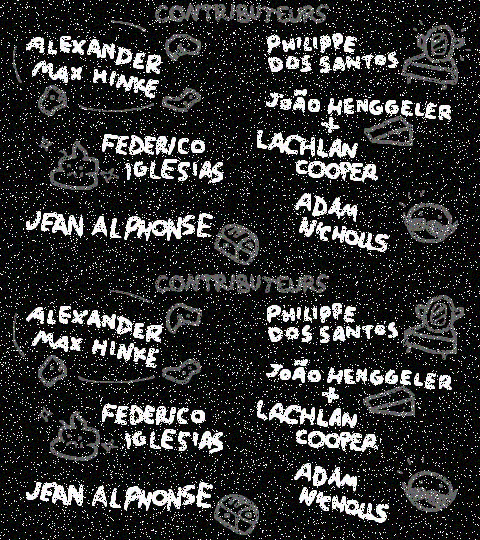 CONTRIBUTEURS
ALEXANDER
MAX HINKE
PHILIPPE
DOS SANTOS
JOÃO HENGGELER
+
LACHLAN
COOPER
FEDERICO
IGLESIAS
JEAN ALPHONSE
ADAM
NICHOLLS
CONTRIBUTEURS
ALEXANDER
MAX HINKE
PHILIPPE
DOS SANTOS
JOÃO HENGGELER
+
LACHLAN
COOPER
FEDERICO
IGLESIAS
JEAN ALPHONSE
ADAM
NICHOLLS